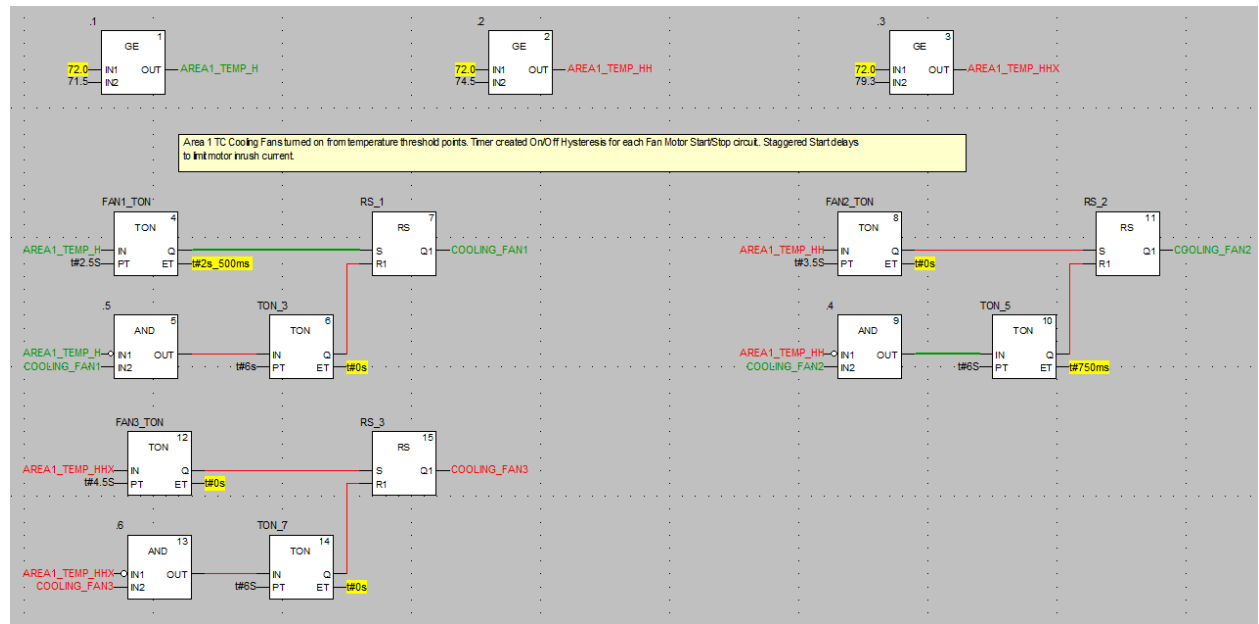 .1 .2 .3
1 2 3
GE GE GE
72.0 IN1 OUT AREA1_TEMP_H 72.0 IN1 OUT AREA1_TEMP_HH 72.0 IN1 OUT AREA1_TEMP_HHX
71.5 IN2 74.5 IN2 79.3 IN2
Area 1 TC Cooling Fans turned on from temperature threshold points. Timer created On/Off Hysteresis for each Fan Motor Start/Stop circuit. Staggered Start delays
to limit motor inrush current.
FAN1_TON RS_1 FAN2_TON RS_2
4 7 8 11
TON RS TON RS
AREA1_TEMP_H IN Q S Q1 COOLING_FAN1 AREA1_TEMP_HH IN Q S Q1 COOLING_FAN2
t#2.5S PT ET t#2s_500ms R1 t#3.5S PT ET t#0s R1
.5 TON_3 .4 TON_5
5 6 9 10
AND TON AND TON
AREA1_TEMP_H IN1 OUT IN Q AREA1_TEMP_HH IN1 OUT IN Q
COOLING_FAN1 IN2 t#6s PT ET t#0s COOLING_FAN2 IN2 t#6S PT ET t#750ms
FAN3_TON RS_3
12 15
TON RS
AREA1_TEMP_HHX IN Q S Q1 COOLING_FAN3
t#4.5S PT ET t#0s R1
.6 TON_7
13 14
AND TON
AREA1_TEMP_HHX IN1 OUT IN Q
COOLING_FAN3 IN2 t#6S PT ET t#0s